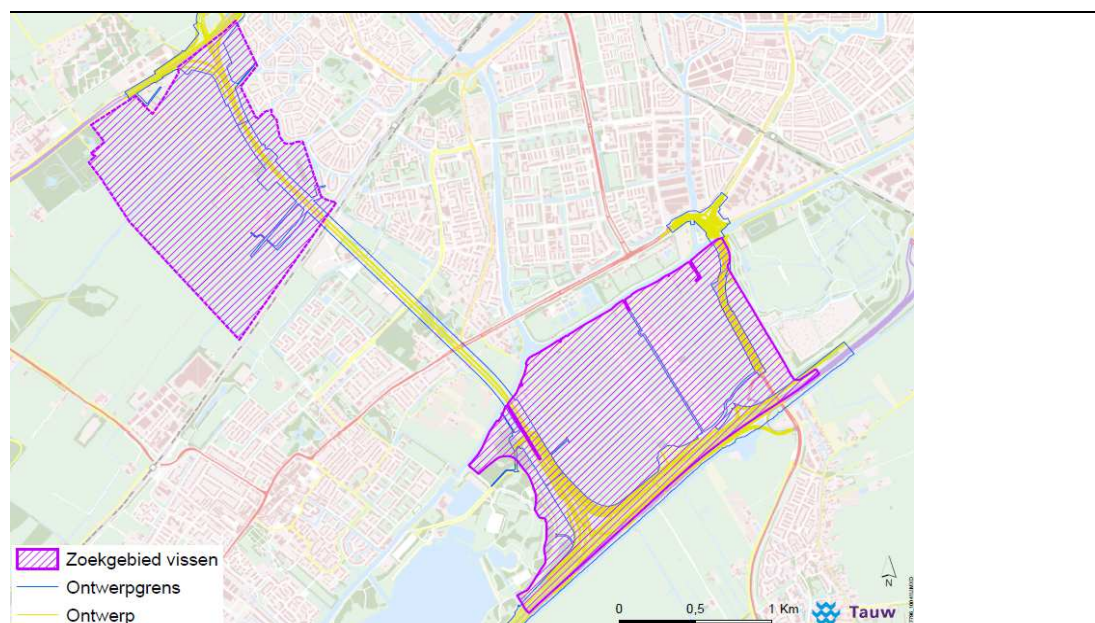 Zoekgebied vissen
Ontwerpgrens
Ontwerp
0 0,5 1 Km
N
Tauw